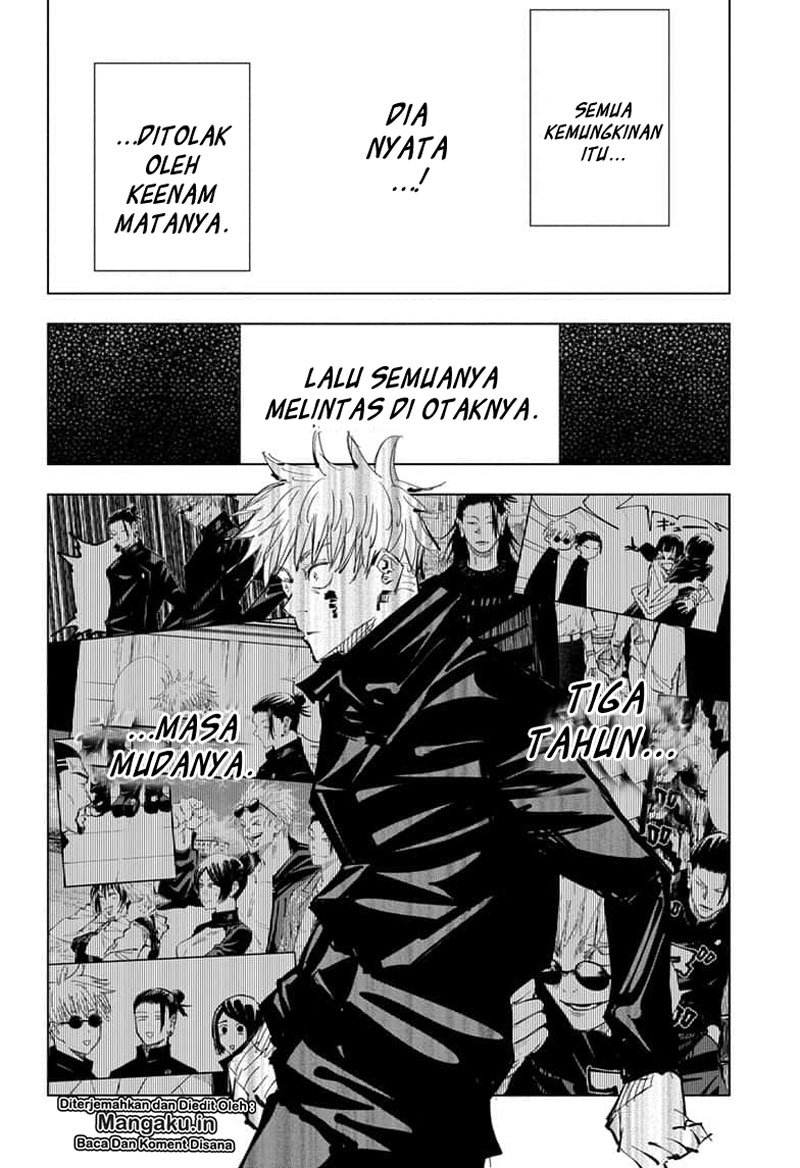 SEMUA
KEMUNGKINAN
ITU...
DIA
NYATA
...!
...DITOLAK
OLEH
KEENAM
MATANYA.
LALU SEMUANYA
MELINTAS DI OTAKNYA.
TIGA
TAHUN...
...MASA
MUDANYA.
Diterjemahkan dan Diedit Oleh:
Mangaku.in
Baca Dan Koment Disana